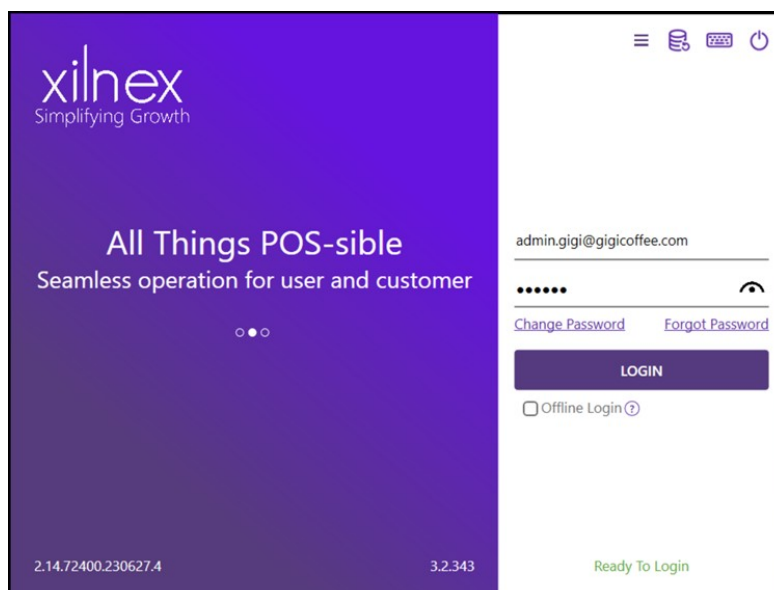 xilnex
Simplifying Growth
All Things POS-sible
Seamless operation for user and customer
2.14.72400.230627.4
3.2.343
admin.gigi@gigicoffee.com
••••••
Change Password
Forgot Password
LOGIN
Offline Login ?
Ready To Login